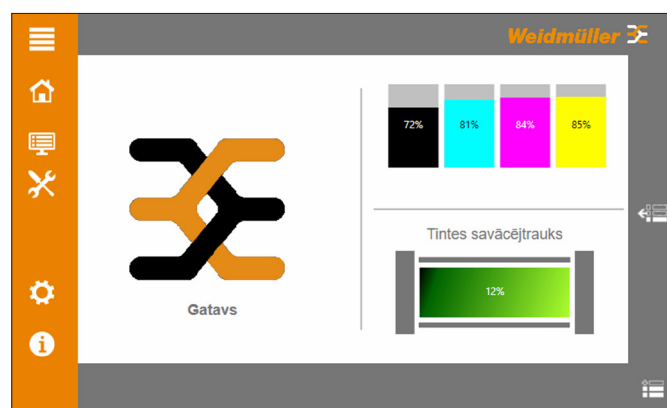 Weidmüller
72%
81%
84%
85%
Tintes savācējtrauks
12%
Gatavs